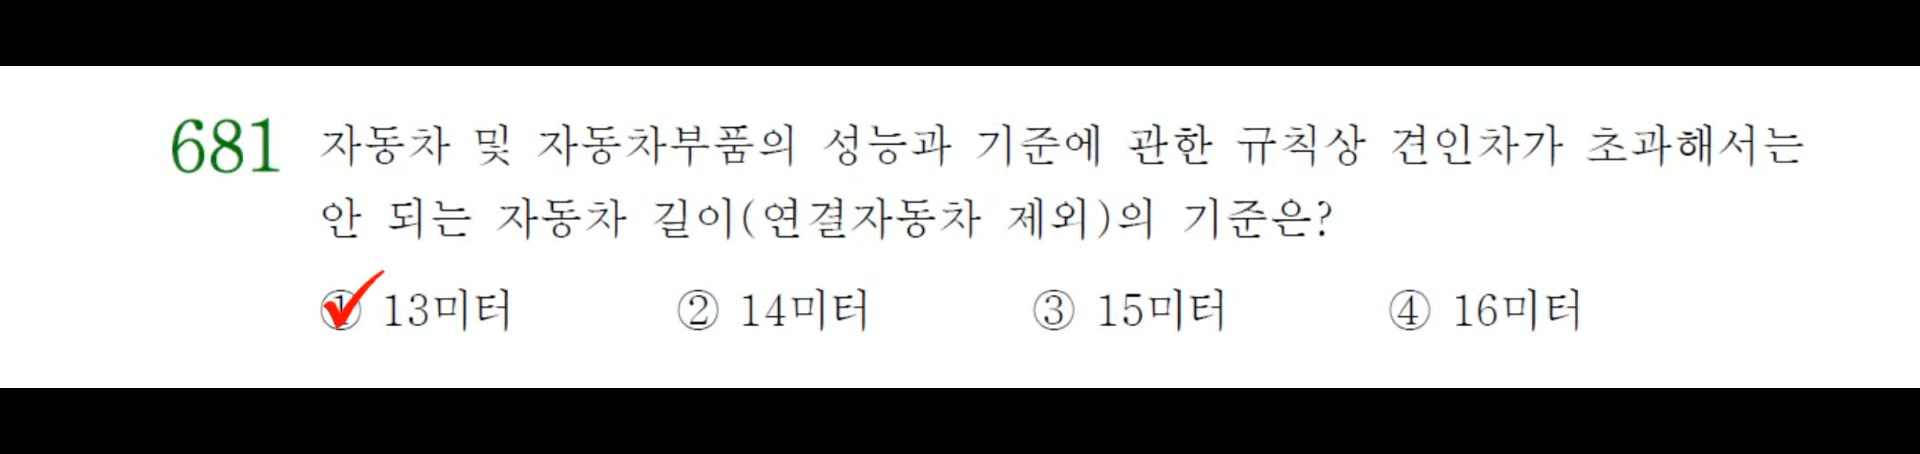 681 자동차 및 자동차부품의 성능과 기준에 관한 규칙상 견인차가 초과해서는
안 되는 자동차 길이(연결자동차 제외)의 기준은?
① 13미터 ② 14미터 ③ 15미터 ④ 16미터